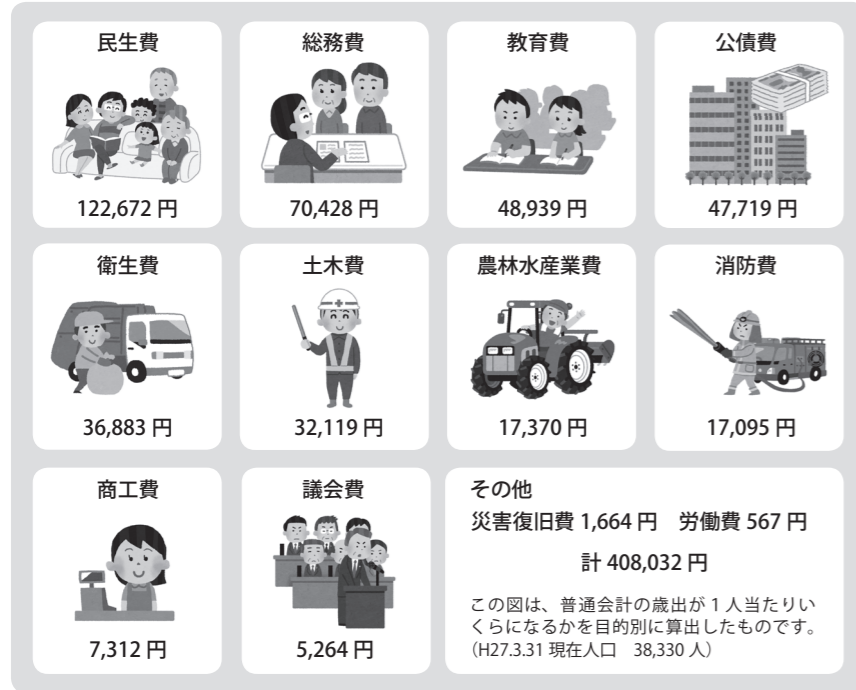 民生費
122,672 円
総務費
70,428 円
教育費
48,939 円
公債費
47,719 円
衛生費
36,883 円
土木費
32,119 円
農林水産業費
17,370 円
消防費
17,095 円
商工費
7,312 円
議会費
5,264 円
その他
災害復旧費 1,664 円　労働費 567 円
計 408,032 円
この図は、普通会計の歳出が 1 人当たりい
くらになるかを目的別に算出したものです。
（H27.3.31 現在人口　38,330 人）